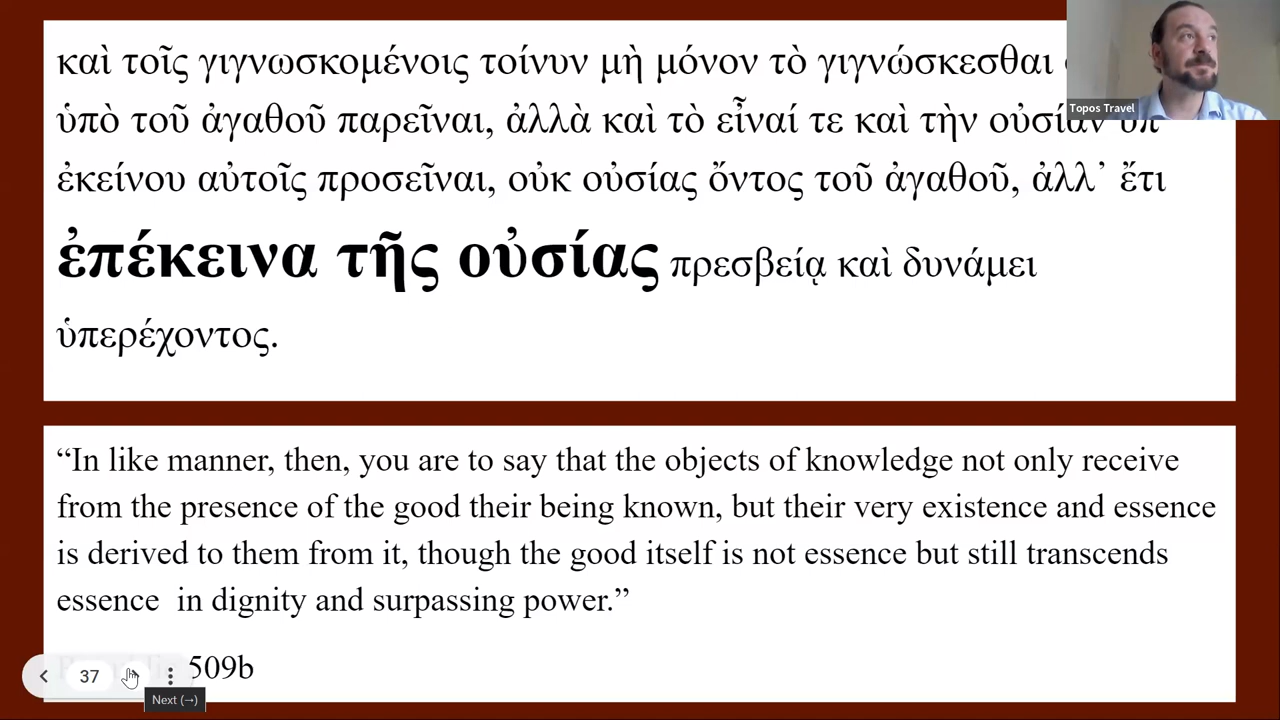 καὶ τοῖς γιγνωσκομένοις τοίνυν μὴ μόνον τὸ γιγνώσκεσθαι
Topos Travel
ὑπὸ τοῦ ἀγαθοῦ παρεῖναι, ἀλλὰ καὶ τὸ εἶναί τε καὶ τὴν οὐσίαν ὑπ᾽
ἐκείνου αὐτοῖς προσεῖναι, οὐκ οὐσίας ὄντος τοῦ ἀγαθοῦ, ἀλλ᾽ ἔτι
ἐπέκεινα τῆς οὐσίας πρεσβείᾳ καὶ δυνάμει
ὑπερέχοντος.
“In like manner, then, you are to say that the objects of knowledge not only receive
from the presence of the good their being known, but their very existence and essence
is derived to them from it, though the good itself is not essence but still transcends
essence in dignity and surpassing power.”
509b
37
Next (→)